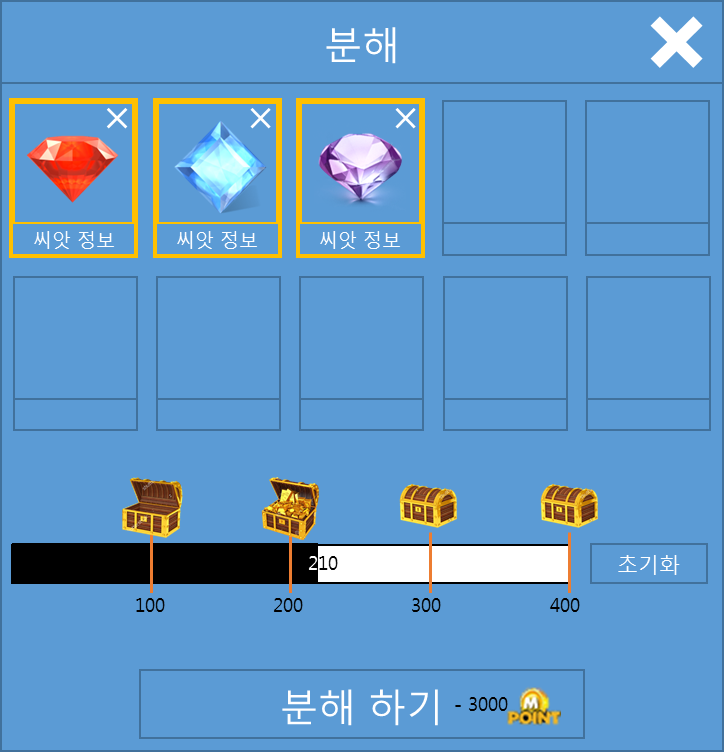 분해
씨앗 정보 씨앗 정보 씨앗 정보
210
초기화
100 200 300 400
분해 하기 - 3000 M POINT